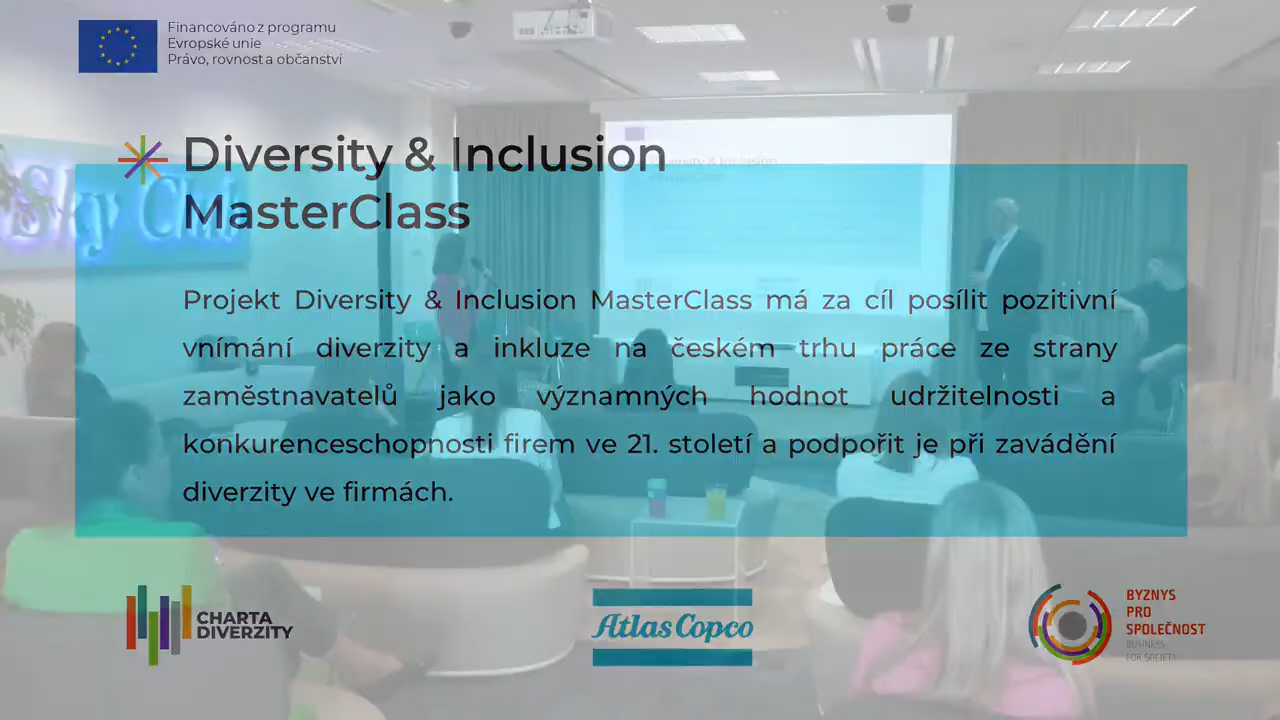 Financováno z programu
Evropské unie
Právo, rovnost a občanství
Diversity & Inclusion
MasterClass
Sky
Projekt Diversity & Inclusion MasterClass má za cíl posílit pozitivní
vnímání diverzity a inkluze na českém trhu práce ze strany
zaměstnavatelů jako významných hodnot udržitelnosti a
konkurenceschopnosti firem ve 21. století a podpořit je při zavádění
diverzity ve firmách.
CHARTA
DIVERZITY
Atlas Copco
BYZNYS
PRO
SPOLEČNOST
BUSINESS
FOR SOCIETY